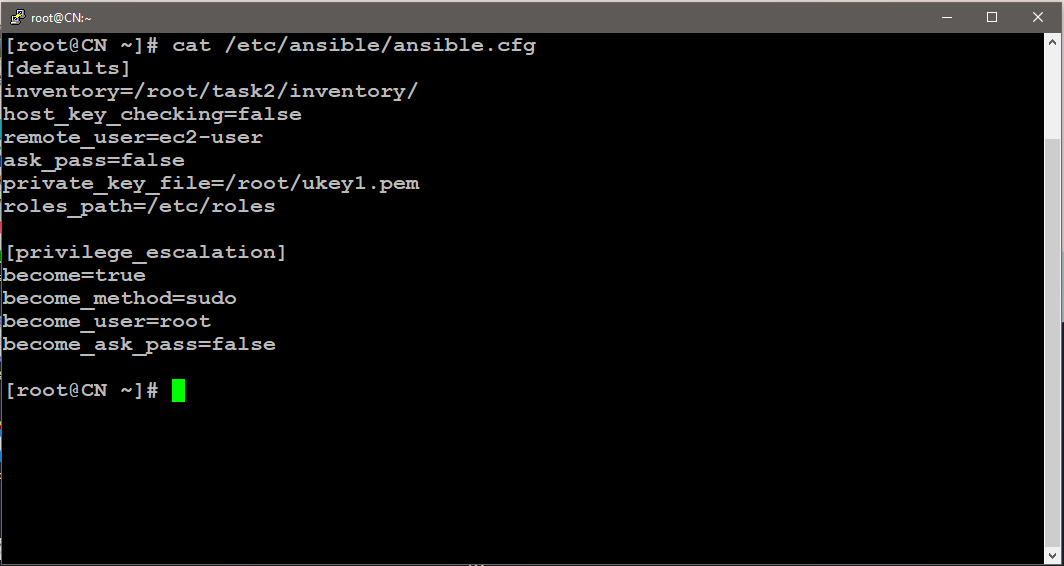 root@CN:~
[root@CN ~]# cat /etc/ansible/ansible.cfg
[defaults]
inventory=/root/task2/inventory/
host_key_checking=false
remote_user=ec2-user
ask_pass=false
private_key_file=/root/ukey1.pem
roles_path=/etc/roles
[privilege_escalation]
become=true
become_method=sudo
become_user=root
become_ask_pass=false
[root@CN ~]#